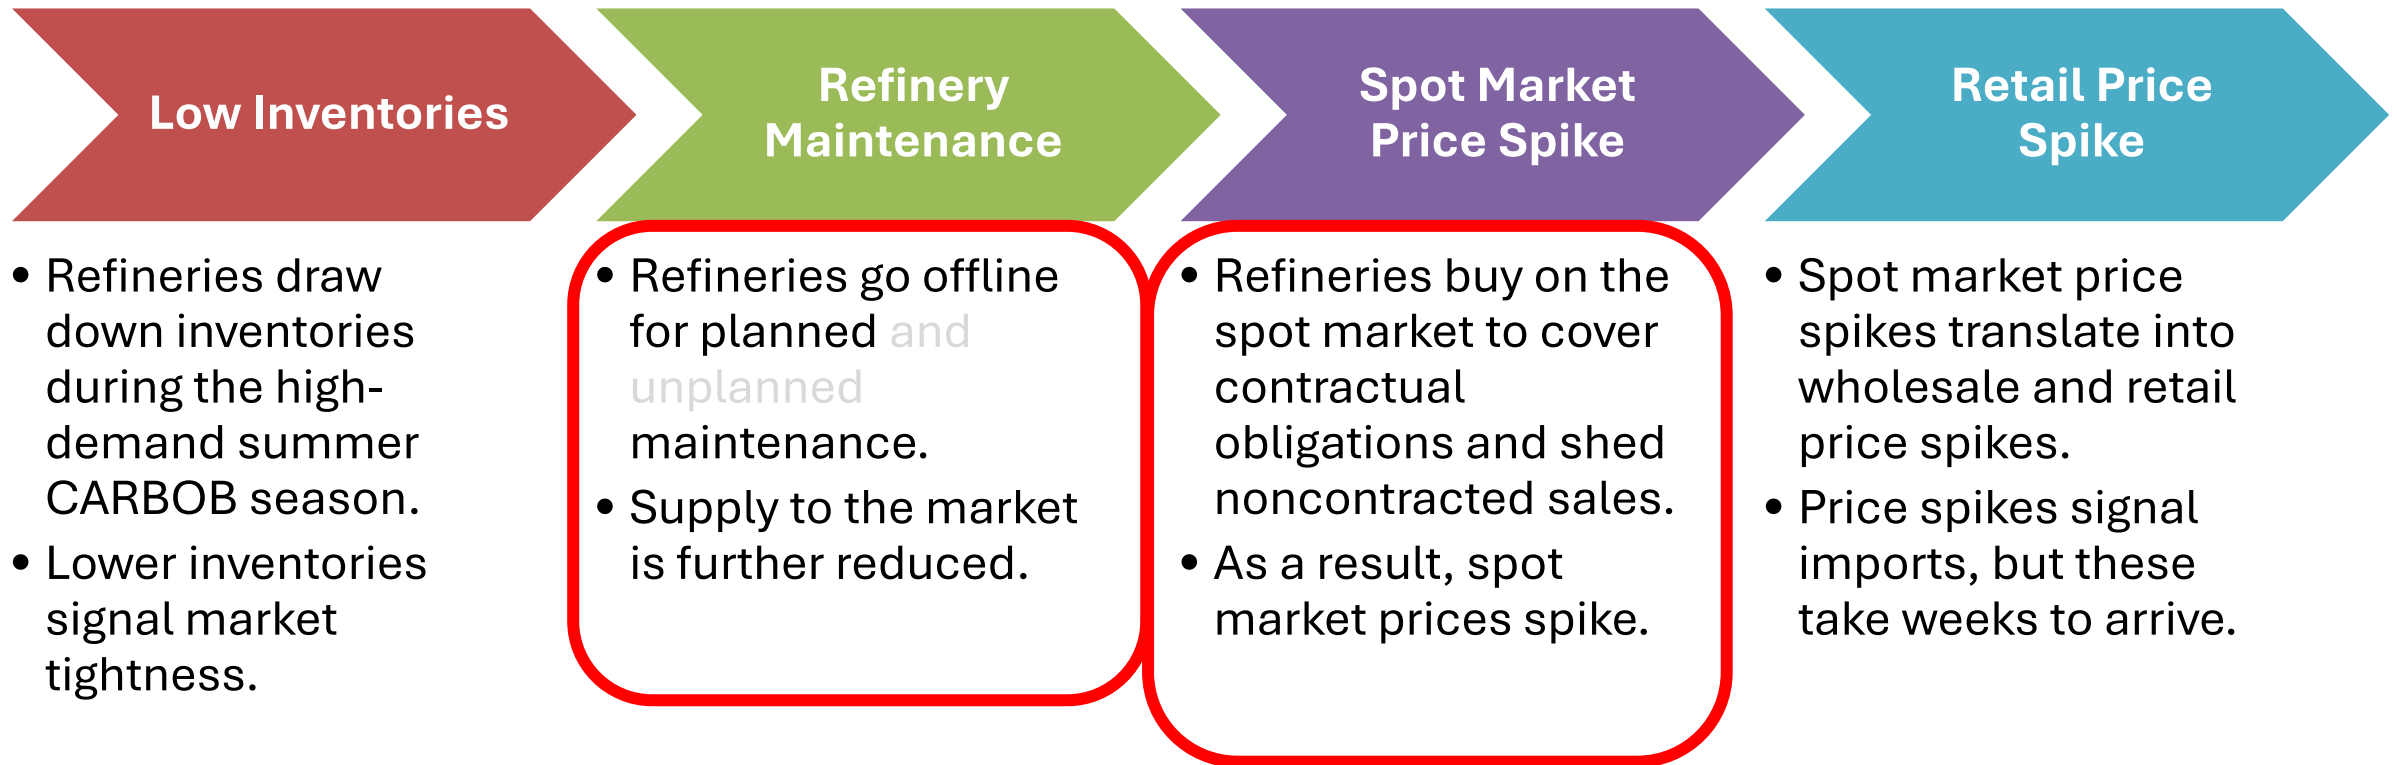 Low Inventories
• Refineries draw
down inventories
during the high-
demand summer
CARBOB season.
• Lower inventories
signal market
tightness.
Refinery
Maintenance
• Refineries go offline
for planned and
unplanned
maintenance.
• Supply to the market
is further reduced.
Spot Market
Price Spike
• Refineries buy on the
spot market to cover
contractual
obligations and shed
noncontracted sales.
• As a result, spot
market prices spike.
Retail Price
Spike
• Spot market price
spikes translate into
wholesale and retail
price spikes.
• Price spikes signal
imports, but these
take weeks to arrive.